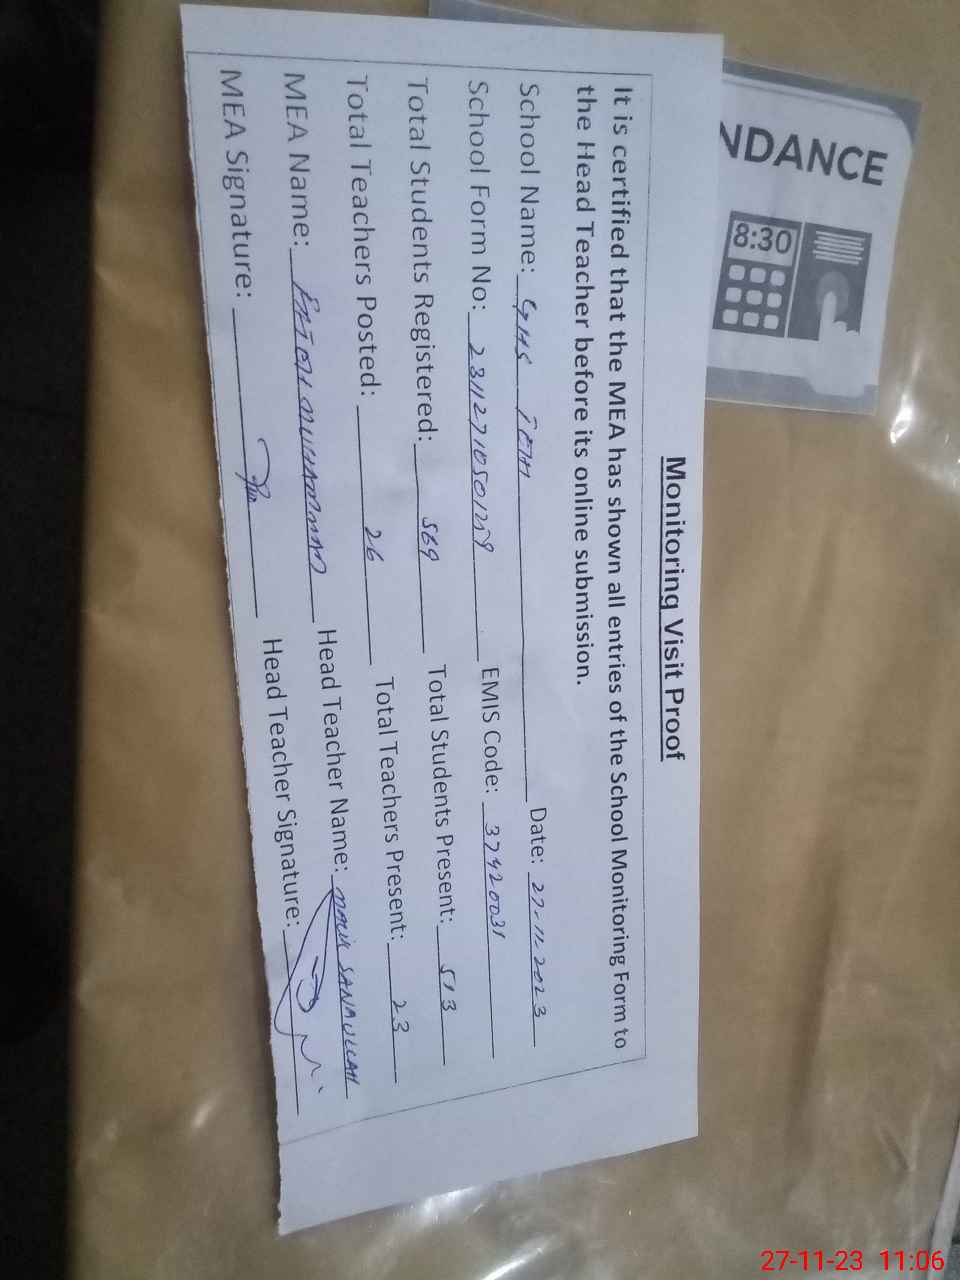 Monitoring Visit Proof
It is certified that the MEA has shown all entries of the School Monitoring Form to
the Head Teacher before its online submission.
School Name: GHS Date: 27-11-2023
School Form No: EMIS Code: 37420031
Total Students Registered: 569 Total Students Present: 513
Total Teachers Posted: 26 Total Teachers Present: 23
MEA Name: MUHAMMAD Head Teacher Name: SANAULLAH
MEA Signature: Head Teacher Signature:
NDANCE
8:30
27-11-23 11:06